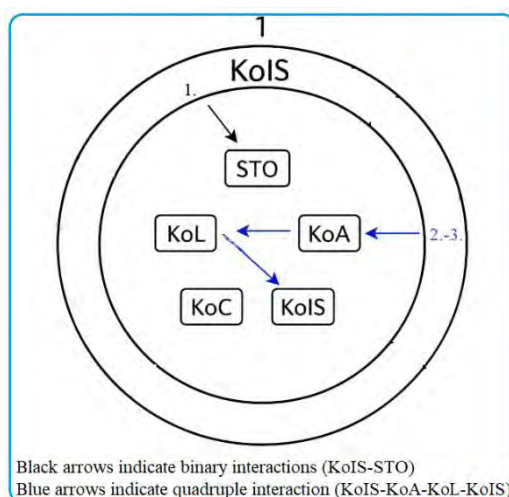 1
KoIS
1.
STO
KoL
KoA
2.-3.
KoC
KoIS
Black arrows indicate binary interactions (KoIS-STO)
Blue arrows indicate quadruple interaction (KoIS-KoA-KoL-KoIS)